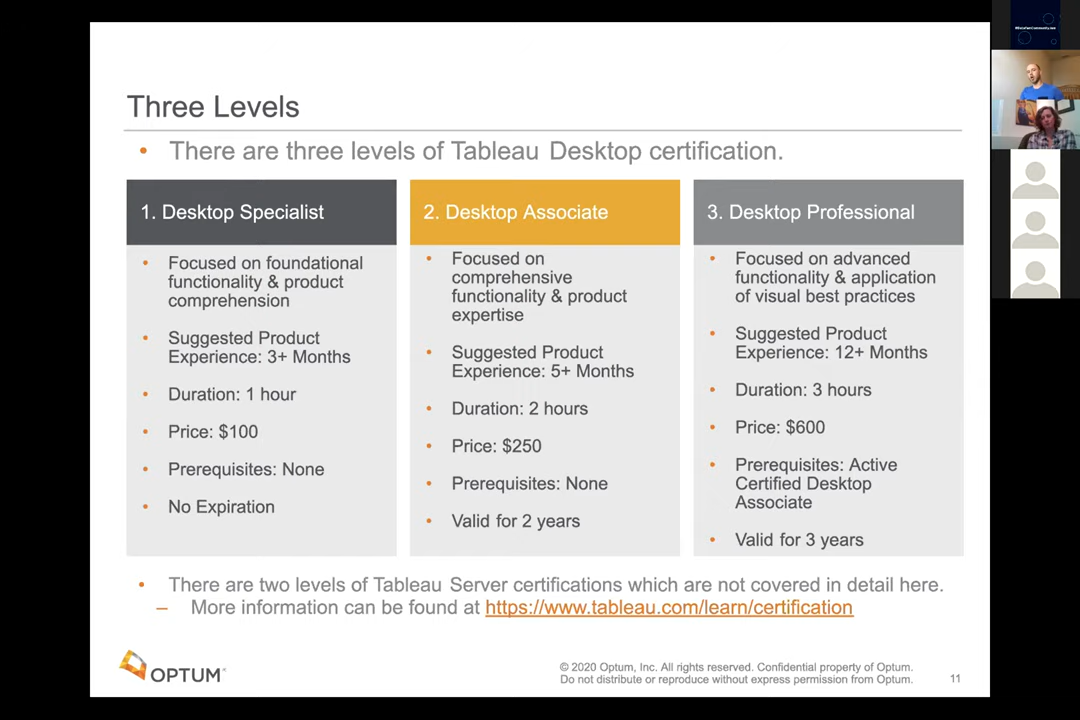 Three Levels
• There are three levels of Tableau Desktop certification.
1. Desktop Specialist
• Focused on foundational
functionality & product
comprehension
• Suggested Product
Experience: 3+ Months
• Duration: 1 hour
• Price: $100
• Prerequisites: None
• No Expiration
2. Desktop Associate
• Focused on
comprehensive
functionality & product
expertise
• Suggested Product
Experience: 5+ Months
• Duration: 2 hours
• Price: $250
• Prerequisites: None
• Valid for 2 years
3. Desktop Professional
• Focused on advanced
functionality & application
of visual best practices
• Suggested Product
Experience: 12+ Months
• Duration: 3 hours
• Price: $600
• Prerequisites: Active
Certified Desktop
Associate
• Valid for 3 years
• There are two levels of Tableau Server certifications which are not covered in detail here.
– More information can be found at https://www.tableau.com/learn/certification
OPTUM
© 2020 Optum, Inc. All rights reserved. Confidential property of Optum.
Do not distribute or reproduce without express permission from Optum.
11